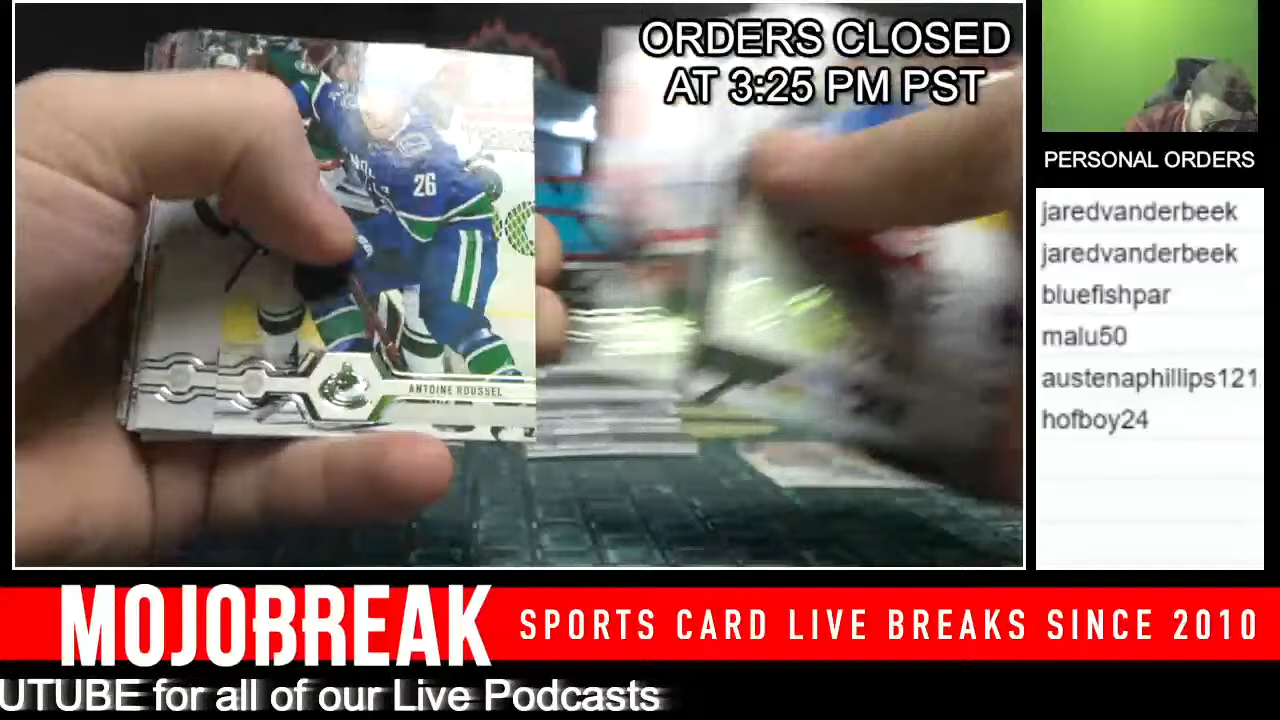 ORDERS CLOSED
AT 3:25 PM PST
26
ANTOINE ROUSSEL
PERSONAL ORDERS
jaredvanderbeek
jaredvanderbeek
bluefishpar
malu50
austenaphillips121
hofboy24
MOJOBREAK
SPORTS CARD LIVE BREAKS SINCE 2010
UTUBE for all of our Live Podcasts